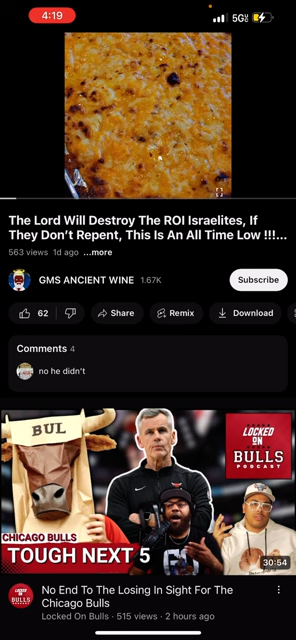 4:19
5G
The Lord Will Destroy The ROI Israelites, If
They Don't Repent, This Is An All Time Low !!!...
563 views 1d ago ...more
GMS ANCIENT WINE 1.67K
Subscribe
62
Share
Remix
Download
Comments 4
no he didn't
BUL
LOCKED
ON
BULLS
PODCAST
CHICAGO BULLS
TOUGH NEXT 5
30:54
No End To The Losing In Sight For The
Chicago Bulls
Locked On Bulls · 515 views · 2 hours ago